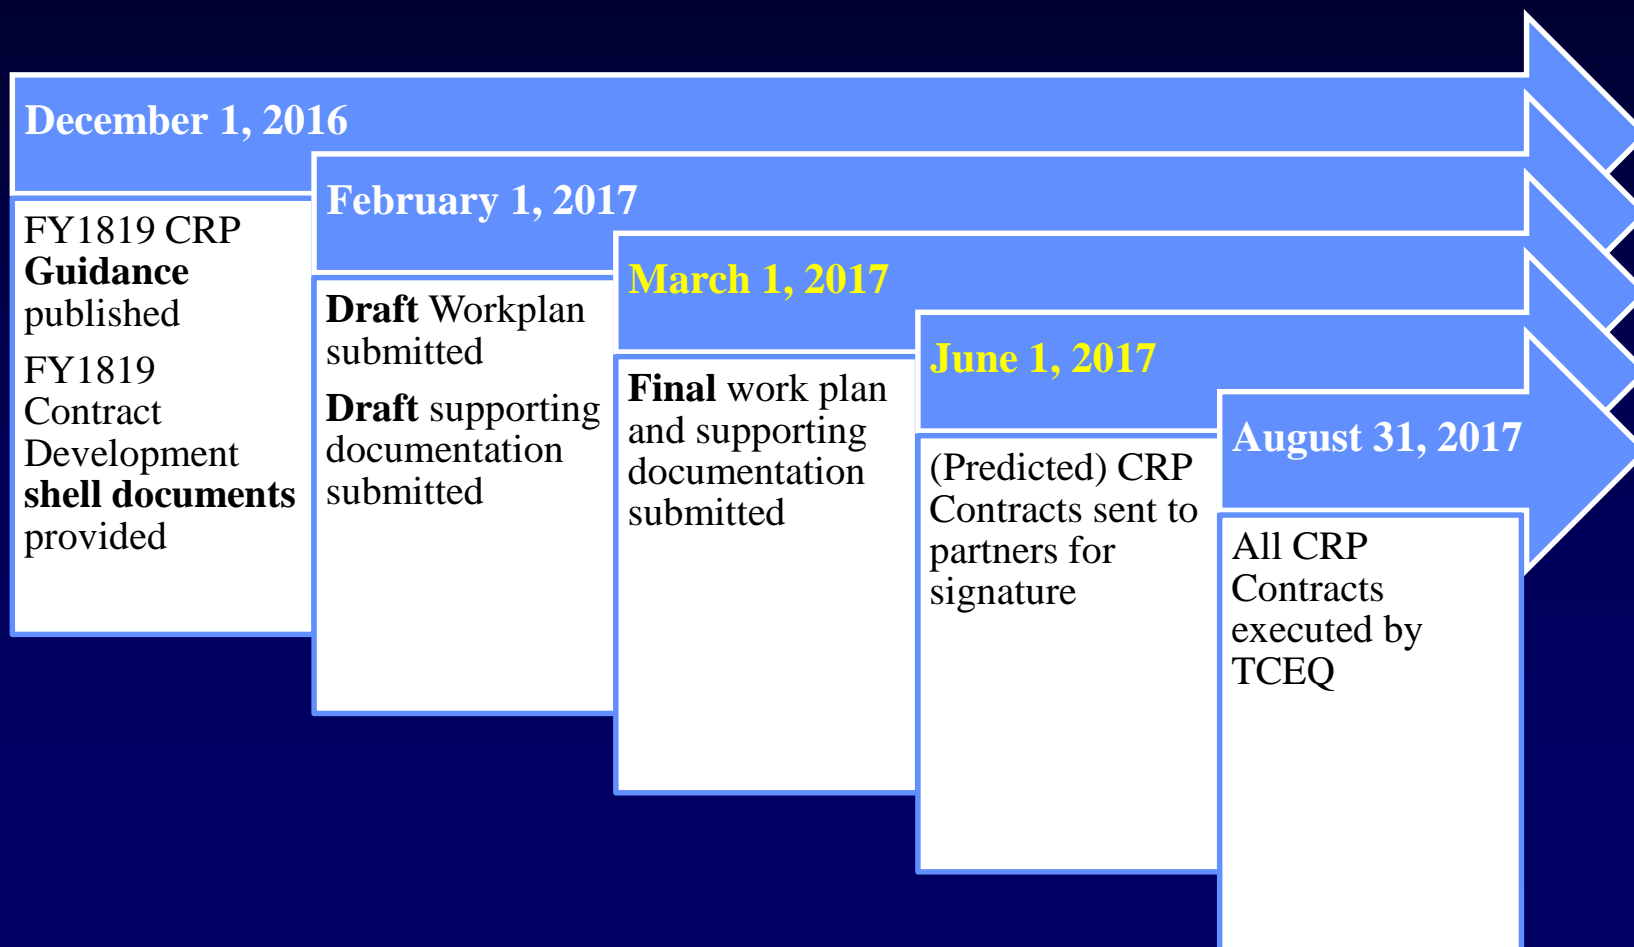 December 1, 2016
FY1819 CRP
Guidance
published
FY1819
Contract
Development
shell documents
provided
February 1, 2017
Draft Workplan
submitted
Draft supporting
documentation
submitted
March 1, 2017
Final work plan
and supporting
documentation
submitted
June 1, 2017
(Predicted) CRP
Contracts sent to
partners for
signature
August 31, 2017
All CRP
Contracts
executed by
TCEQ